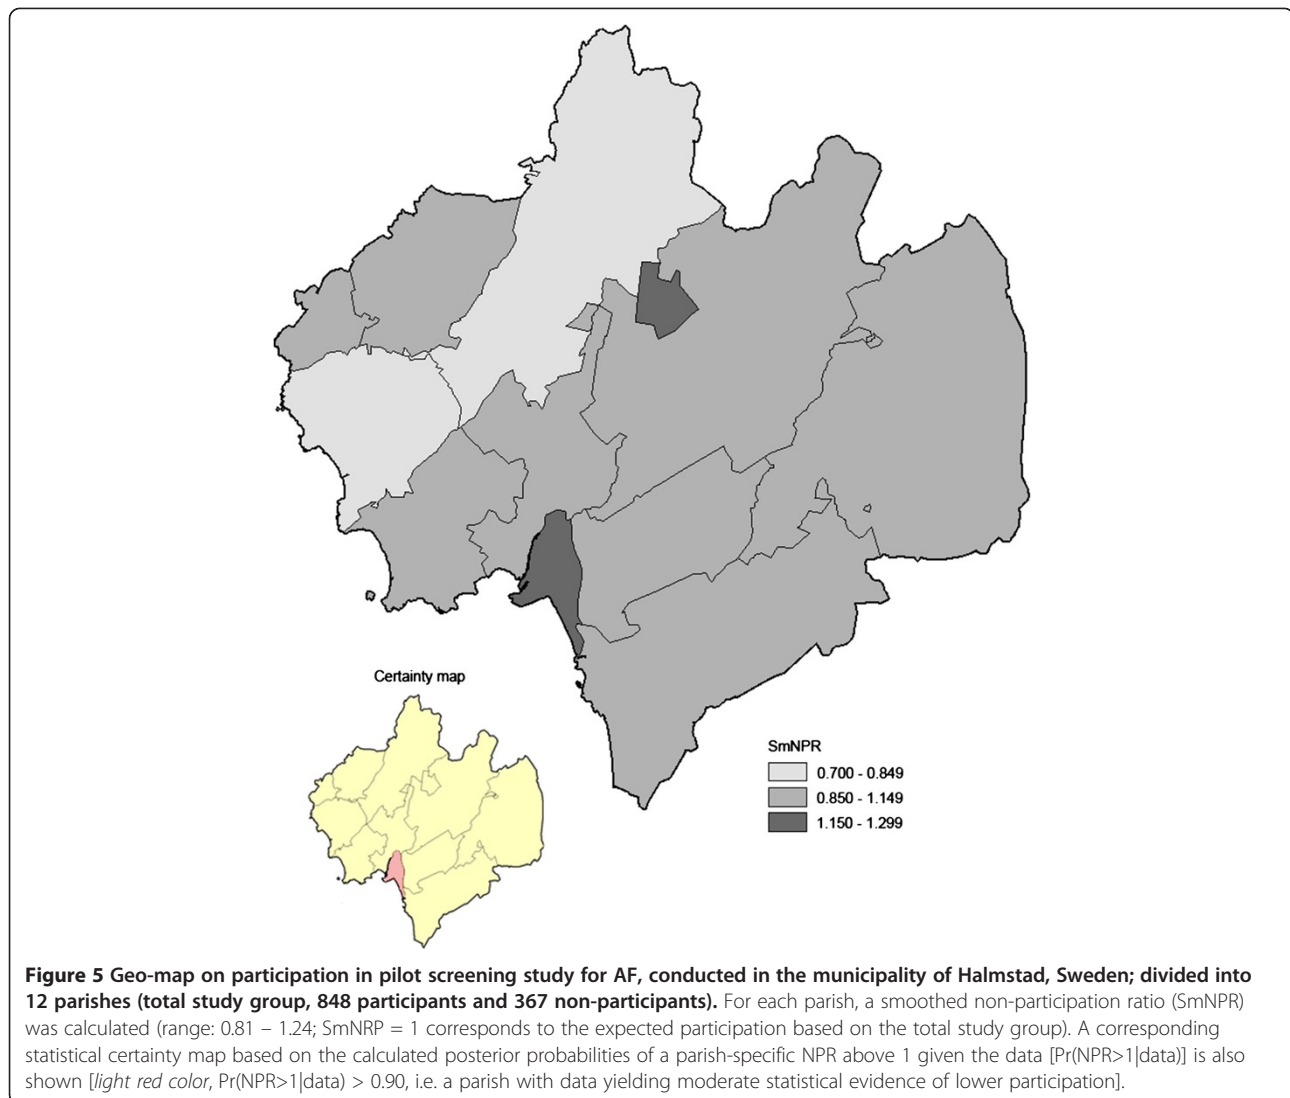 Certainty map
SmNPR
0.700 - 0.849
0.850 - 1.149
1.150 - 1.299
Figure 5 Geo-map on participation in pilot screening study for AF, conducted in the municipality of Halmstad, Sweden; divided into
12 parishes (total study group, 848 participants and 367 non-participants). For each parish, a smoothed non-participation ratio (SmNPR)
was calculated (range: 0.81 – 1.24; SmNRP = 1 corresponds to the expected participation based on the total study group). A corresponding
statistical certainty map based on the calculated posterior probabilities of a parish-specific NPR above 1 given the data [Pr(NPR>1|data)] is also
shown [light red color, Pr(NPR>1|data) > 0.90, i.e. a parish with data yielding moderate statistical evidence of lower participation].